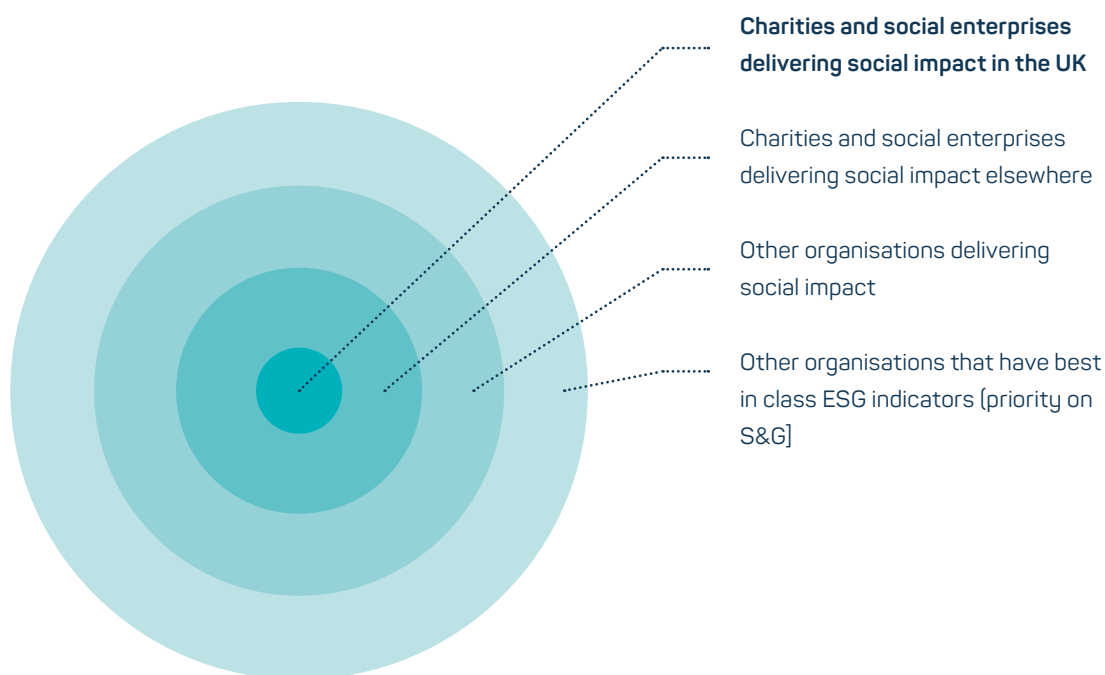 Charities and social enterprises
delivering social impact in the UK
Charities and social enterprises
delivering social impact elsewhere
Other organisations delivering
social impact
Other organisations that have best
in class ESG indicators (priority on
S&G]